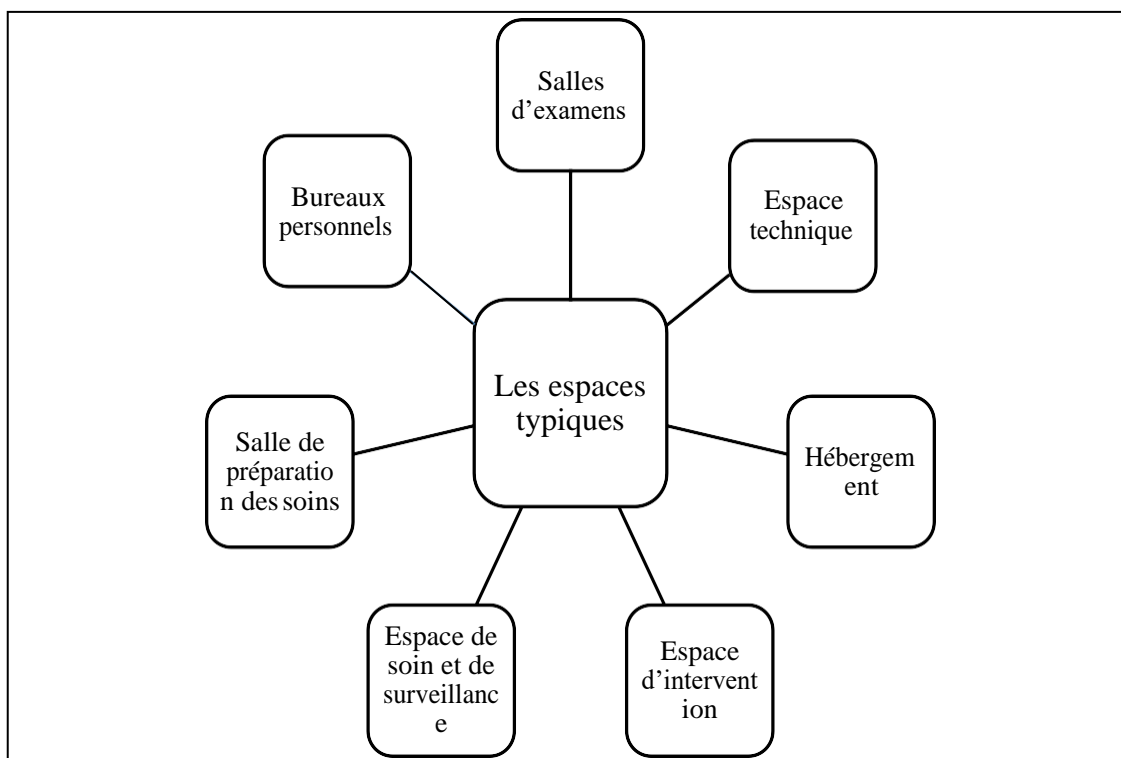 Salles
d’examens
Bureaux
personnels
Espace
technique
Les espaces
typiques
Salle de
préparatio
n des soins
Hébergem
ent
Espace de
soin et de
surveillanc
e
Espace
d’intervent
ion